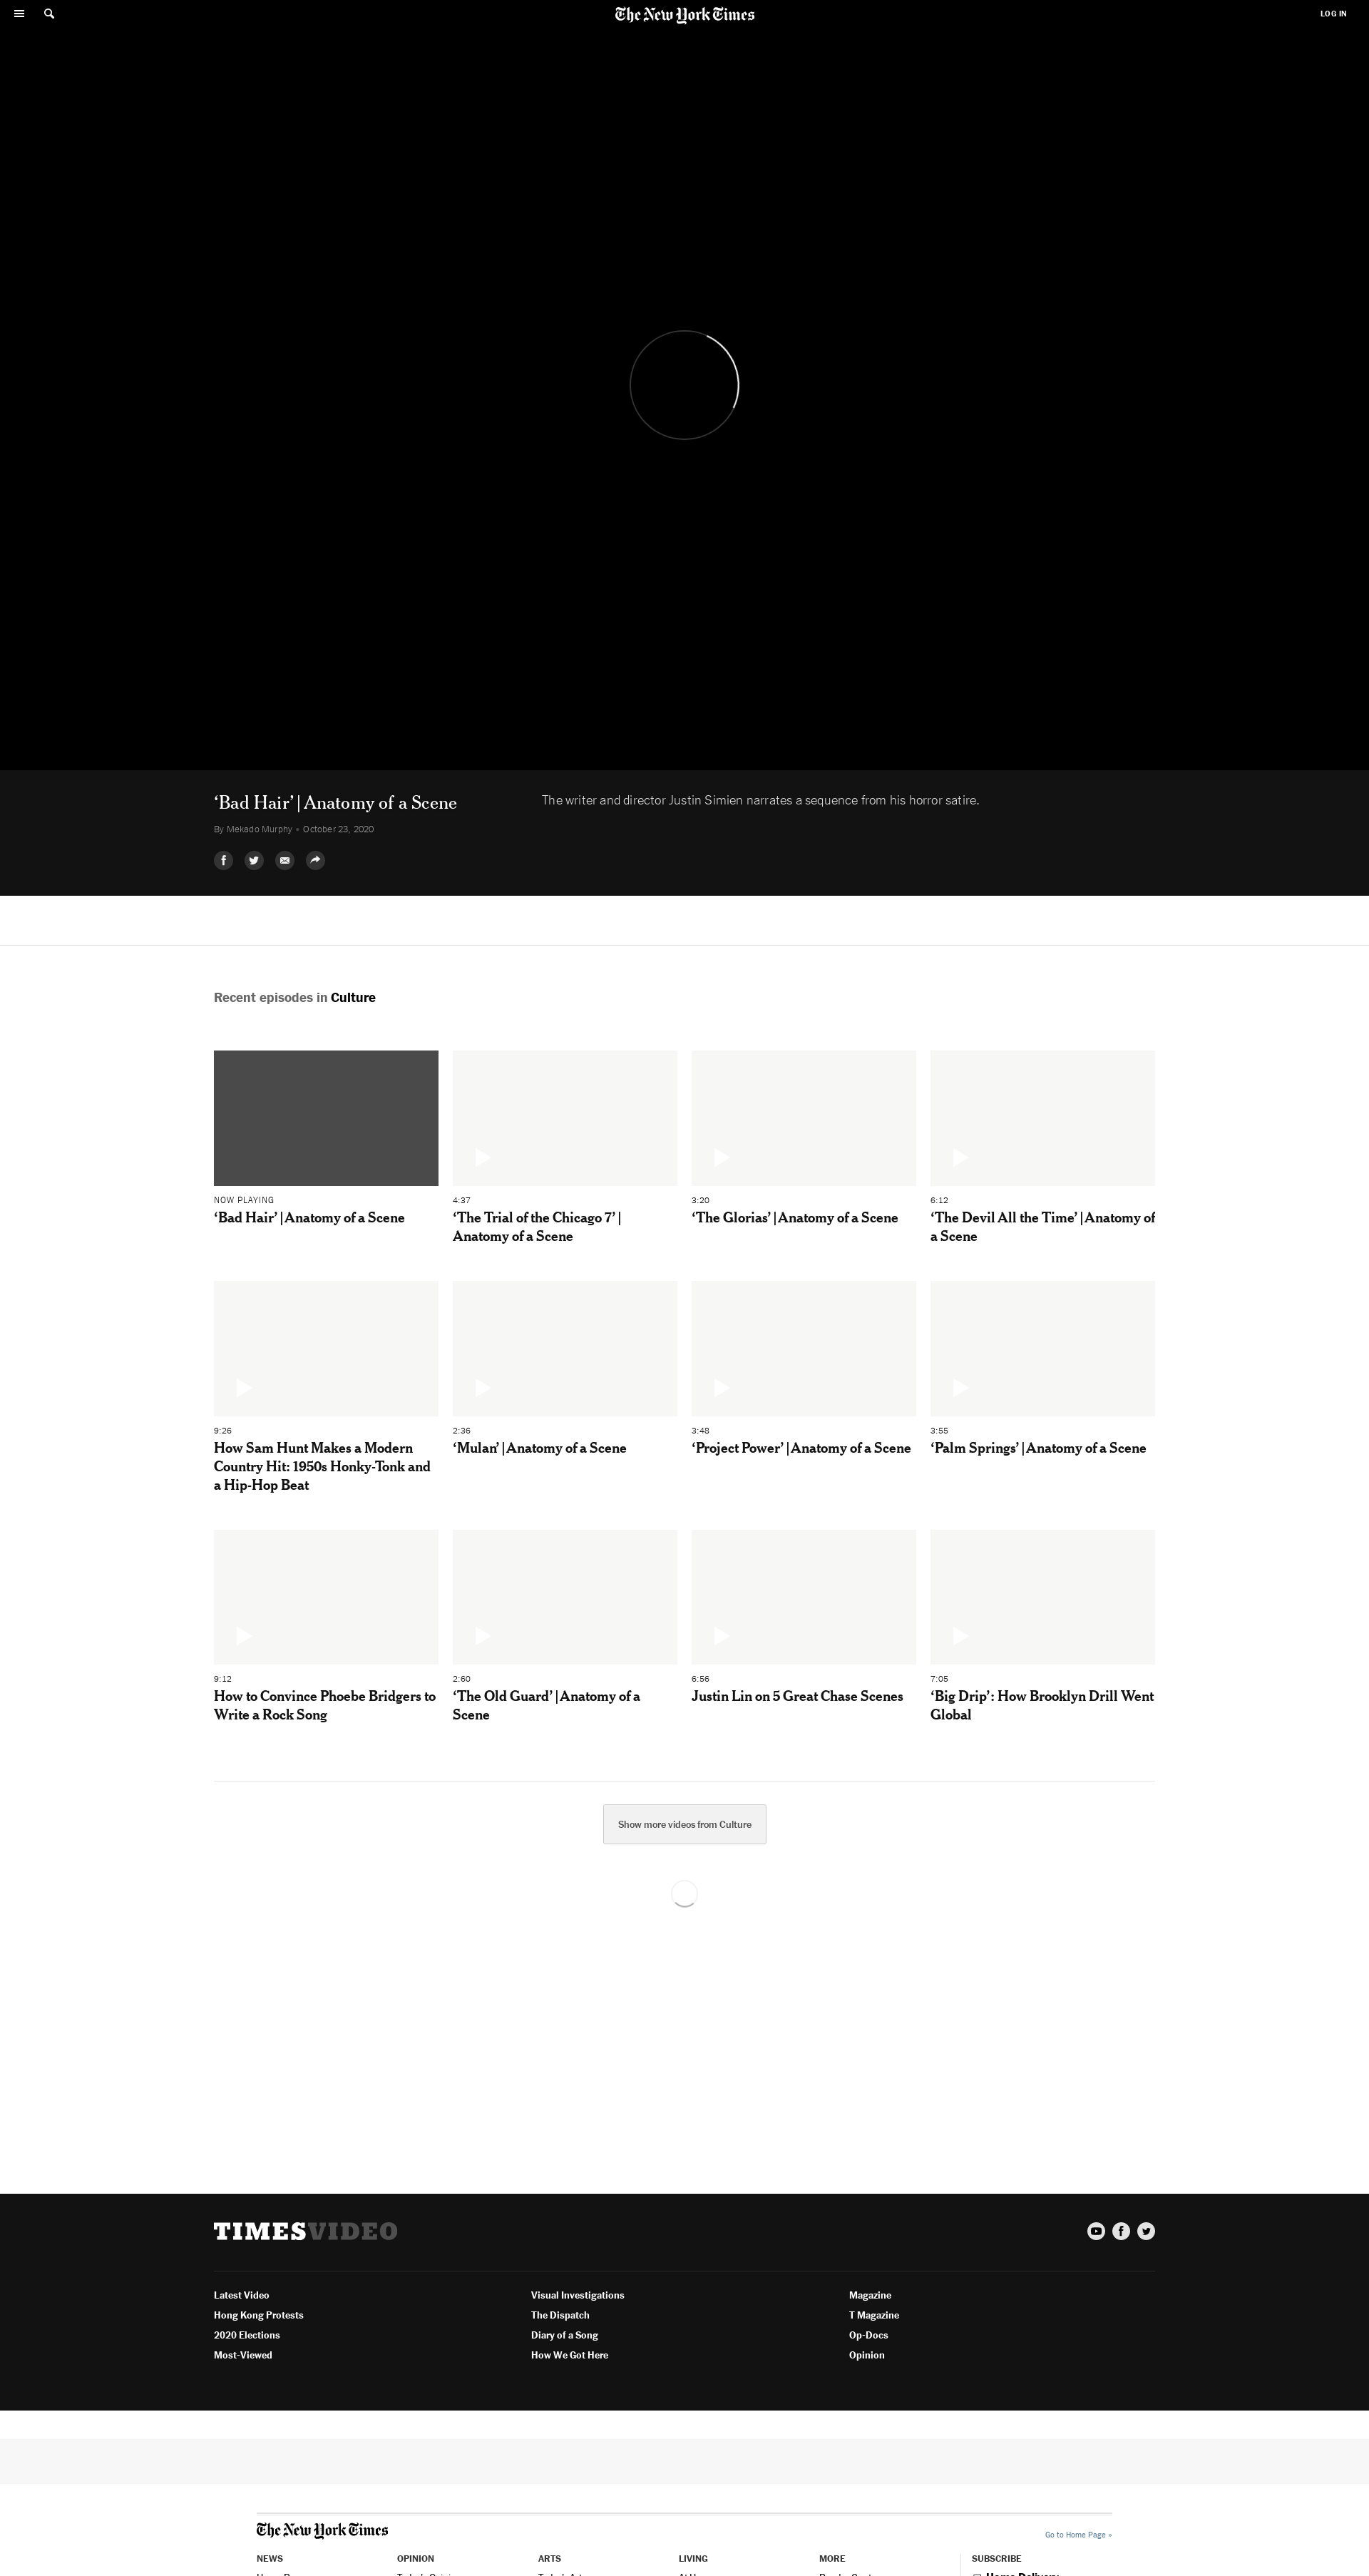 The New York Times
LOG IN
‘Bad Hair’ | Anatomy of a Scene
The writer and director Justin Simien narrates a sequence from his horror satire.
By Mekado Murphy • October 23, 2020
Recent episodes in Culture
NOW PLAYING
‘Bad Hair’ | Anatomy of a Scene
4:37
‘The Trial of the Chicago 7’ |
Anatomy of a Scene
3:20
‘The Glorias’ | Anatomy of a Scene
6:12
‘The Devil All the Time’ | Anatomy of
a Scene
9:26
How Sam Hunt Makes a Modern
Country Hit: 1950s Honky-Tonk and
a Hip-Hop Beat
2:36
‘Mulan’ | Anatomy of a Scene
3:48
‘Project Power’ | Anatomy of a Scene
3:55
‘Palm Springs’ | Anatomy of a Scene
9:12
How to Convince Phoebe Bridgers to
Write a Rock Song
2:60
‘The Old Guard’ | Anatomy of a
Scene
6:56
Justin Lin on 5 Great Chase Scenes
7:05
‘Big Drip’: How Brooklyn Drill Went
Global
Show more videos from Culture
TIMESVIDEO
Latest Video
Hong Kong Protests
2020 Elections
Most-Viewed
Visual Investigations
The Dispatch
Diary of a Song
How We Got Here
Magazine
T Magazine
Op-Docs
Opinion
The New York Times
Go to Home Page »
NEWS
OPINION
ARTS
LIVING
MORE
SUBSCRIBE